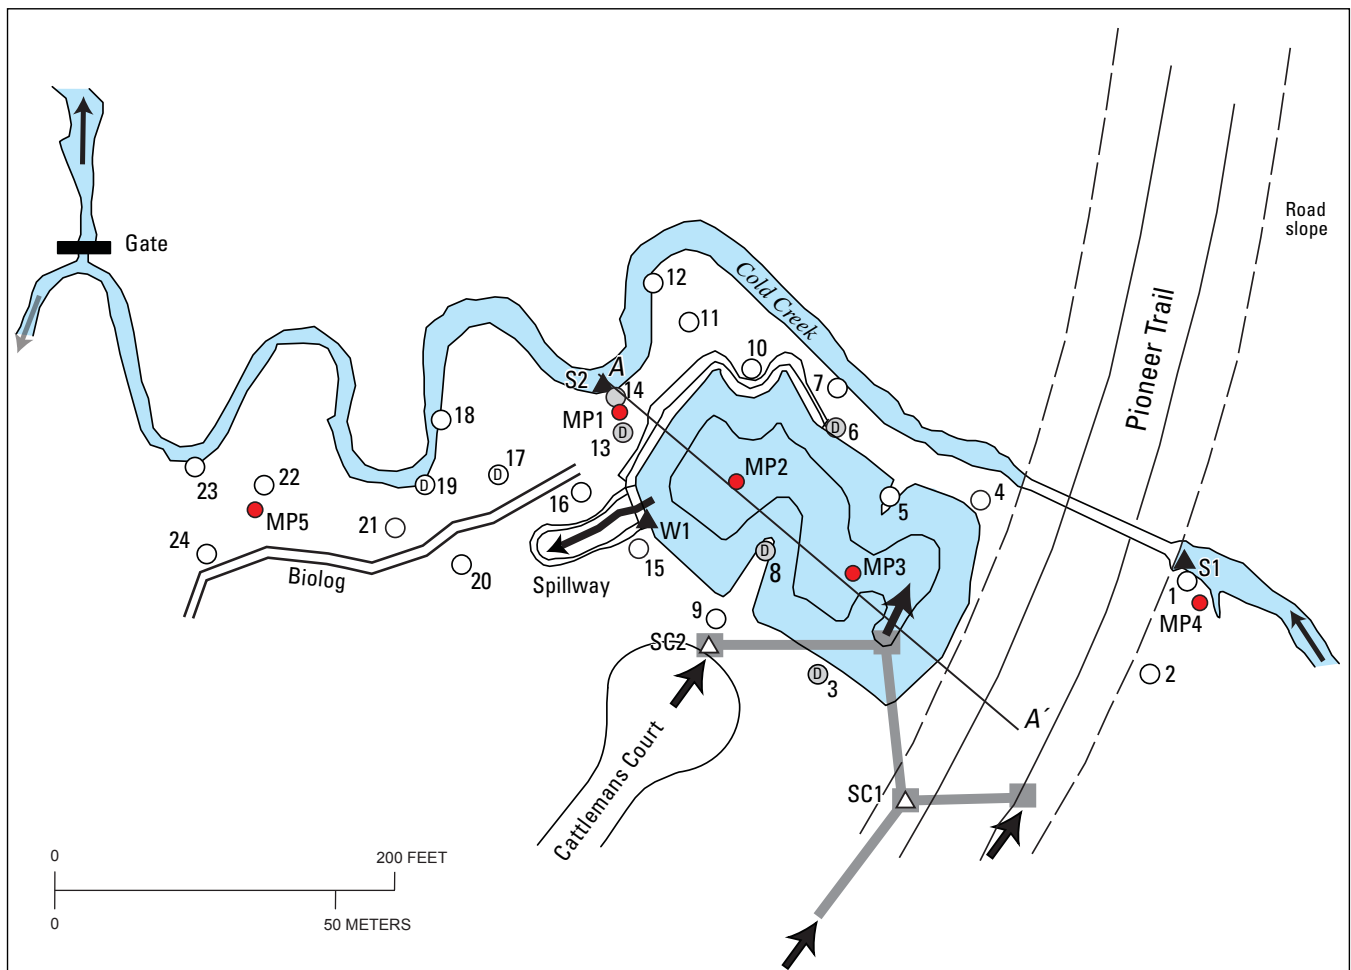 Gate
Road
slope
Cold Creek
Pioneer Trail
12
11
10
7
S2
A
14
MP1
13
D
D
6
18
D
17
MP2
23
22
MP5
D
19
16
5
4
21
W1
24
Biolog
20
Spillway
15
D
8
MP3
S1
1
MP4
9
SC2
D
3
2
A´
Cattlemans Court
SC1
0
200 FEET
0
50 METERS